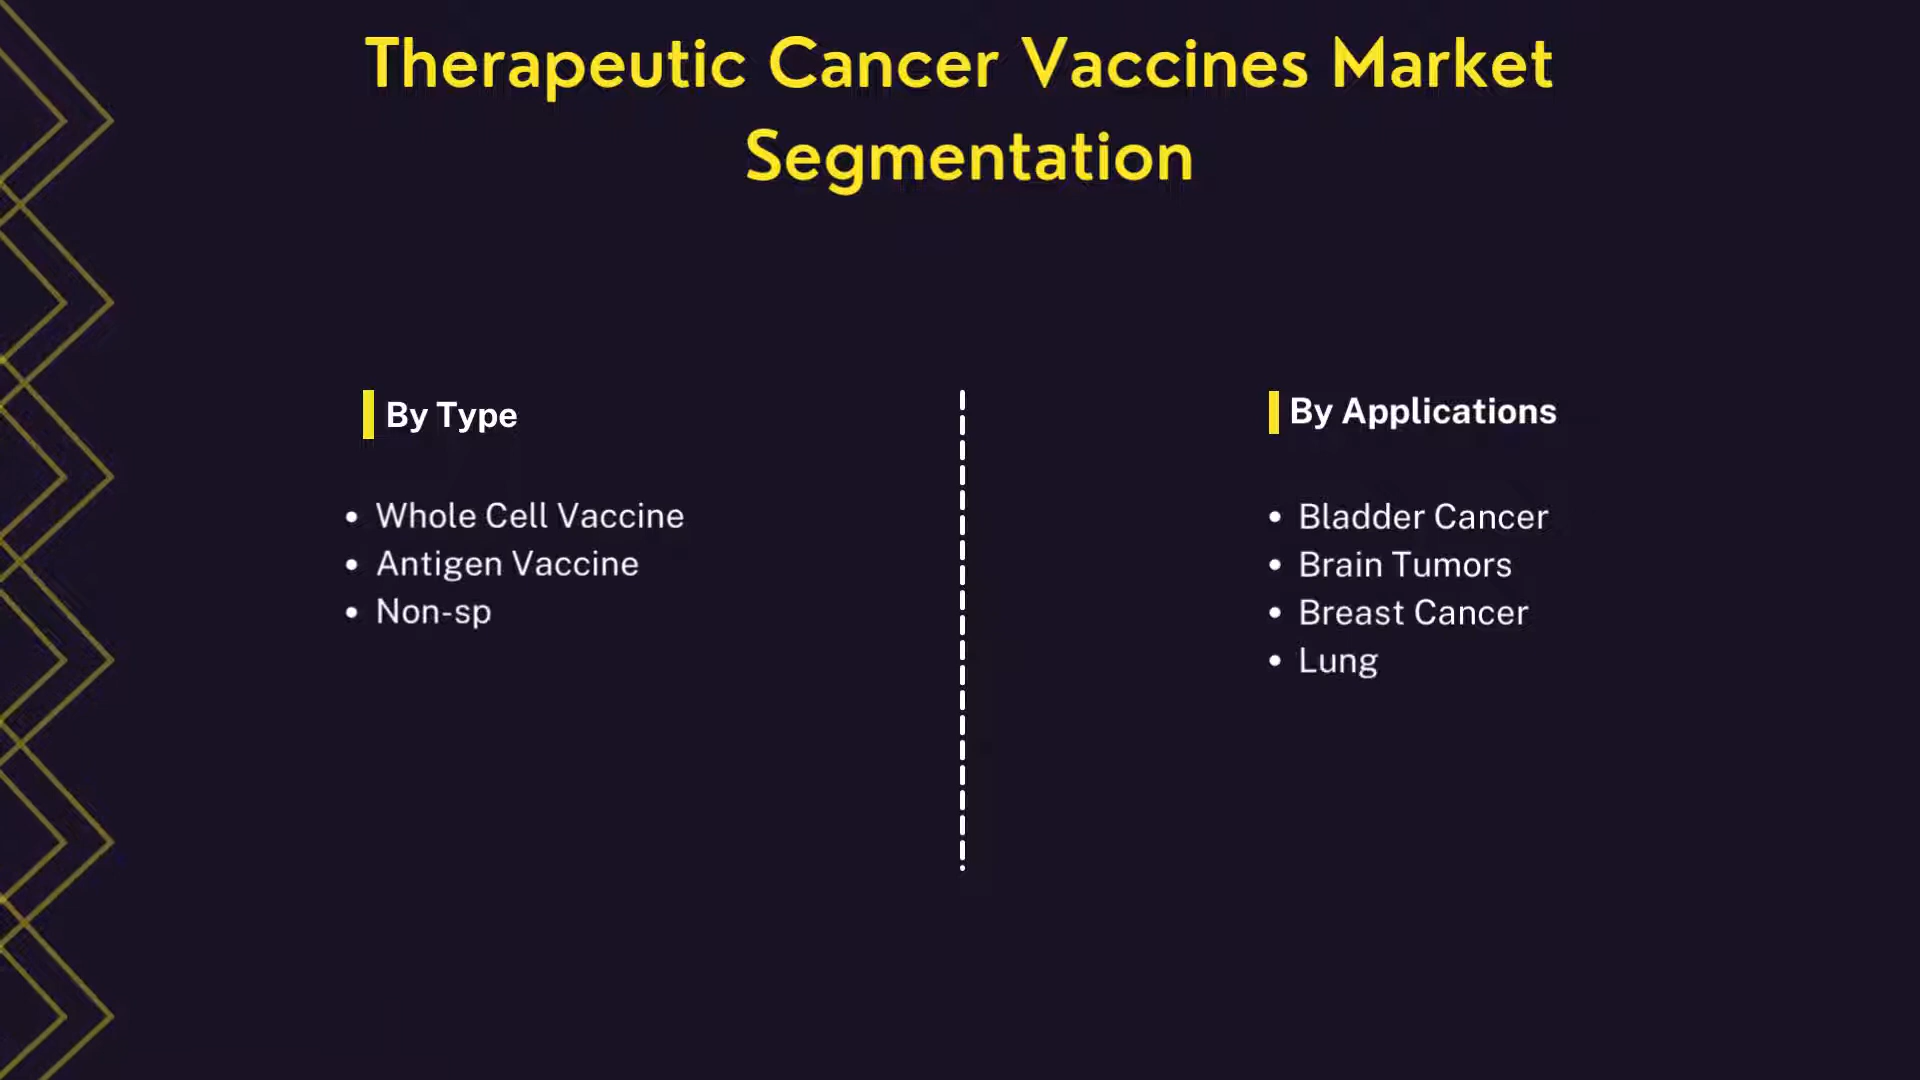 Therapeutic Cancer Vaccines Market
Segmentation
By Type
• Whole Cell Vaccine
• Antigen Vaccine
• Non-sp
By Applications
• Bladder Cancer
• Brain Tumors
• Breast Cancer
• Lung